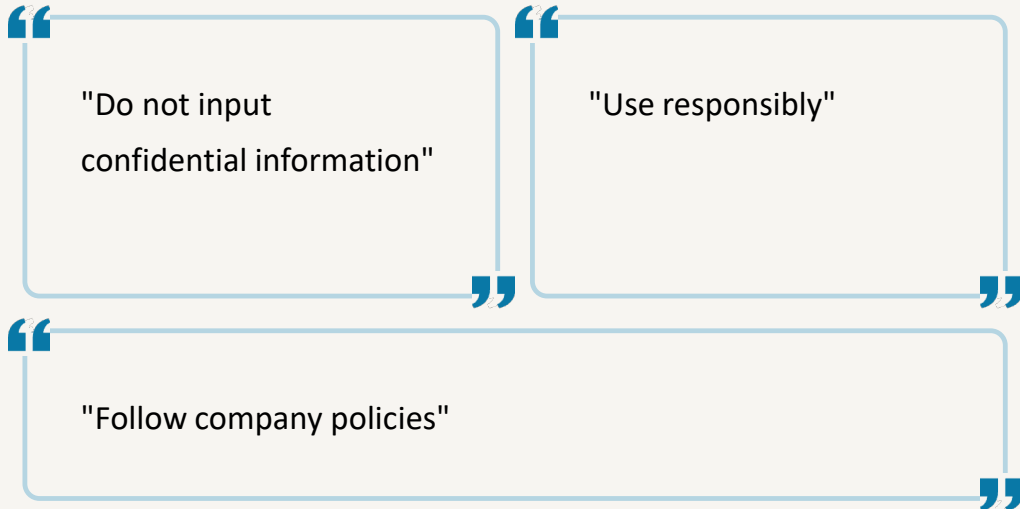 "Do not input
confidential information"
"Use responsibly"
"Follow company policies"